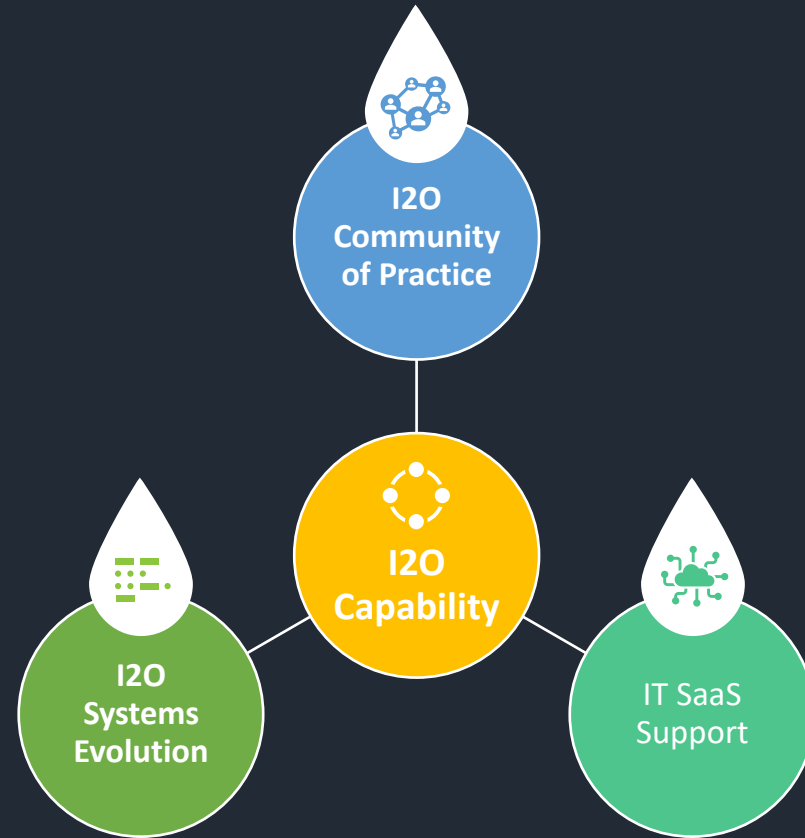 I2O
Community
of Practice
I2O
Capability
I2O
Systems
Evolution
IT SaaS
Support